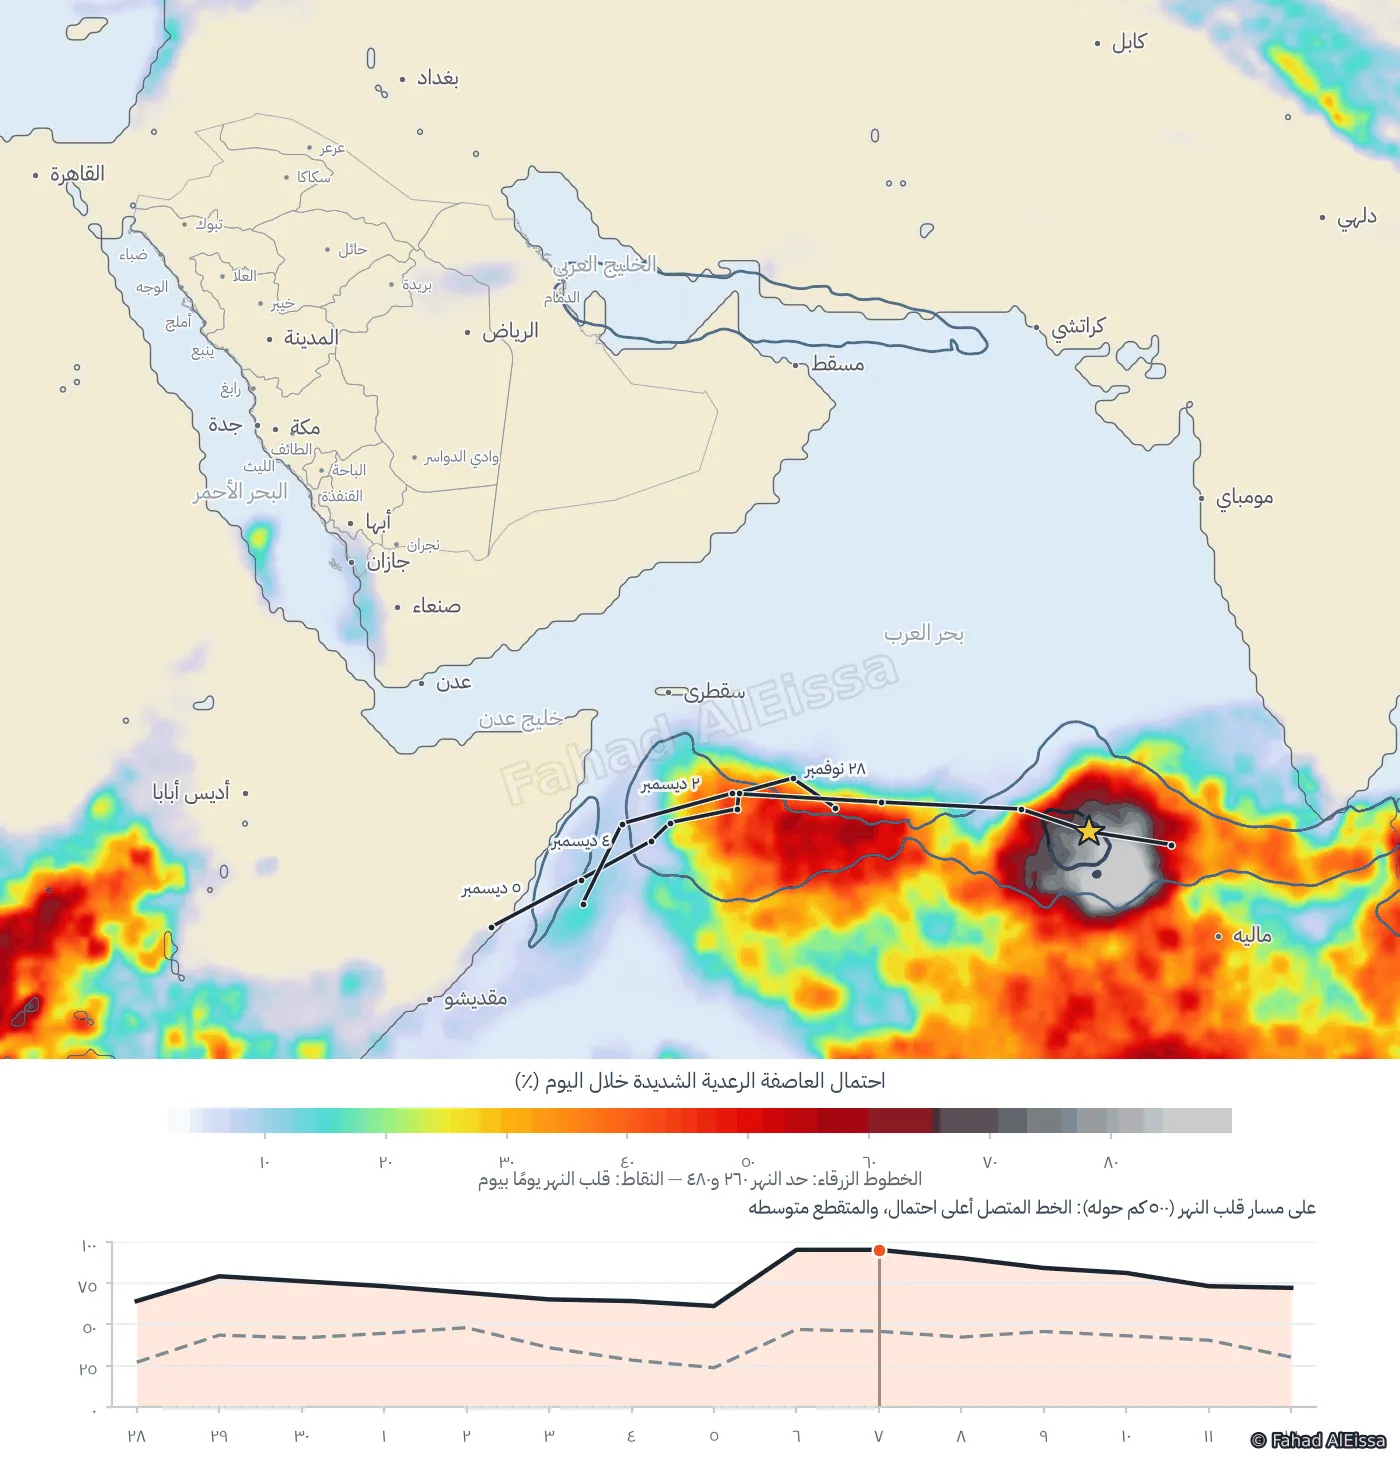 كابل
بغداد
القاهرة
عرعر
سكاكا
دلهي
تبوك
ضباء
حائل
الخليج العربي
العُلا
الوجه
بريدة
الدمام
خيبر
أملج
الرياض
المدينة
كراتشي
ينبع
مسقط
رابغ
جدة
مكة
الطائف
وادي الدواسر
الليث
الباحة
البحر الأحمر
القنفذة
مومباي
أبها
نجران
جازان
صنعاء
بحر العرب
عدن
سقطرى
خليج عدن
Fahad AlEissa
٢٨ نوفمبر
٢ ديسمبر
أديس أبابا
٤ ديسمبر
٥ ديسمبر
ماليه
مقديشو
احتمال العاصفة الرعدية الشديدة خلال اليوم (٪)
١٠ ٢٠ ٣٠ ٤٠ ٥٠ ٦٠ ٧٠ ٨٠
الخطوط الزرقاء: حد النهر ٢٦٠ و٤٨٠ — النقاط: قلب النهر يومًا بيوم
على مسار قلب النهر (٥٠٠ كم حوله): الخط المتصل أعلى احتمال، والمتقطع متوسطه
١٠٠
٧٥
٥٠
٢٥
٠
٢٨ ٢٩ ٣٠ ١ ٢ ٣ ٤ ٥ ٦ ٧ ٨ ٩ ١٠ ١١
© Fahad AlEissa